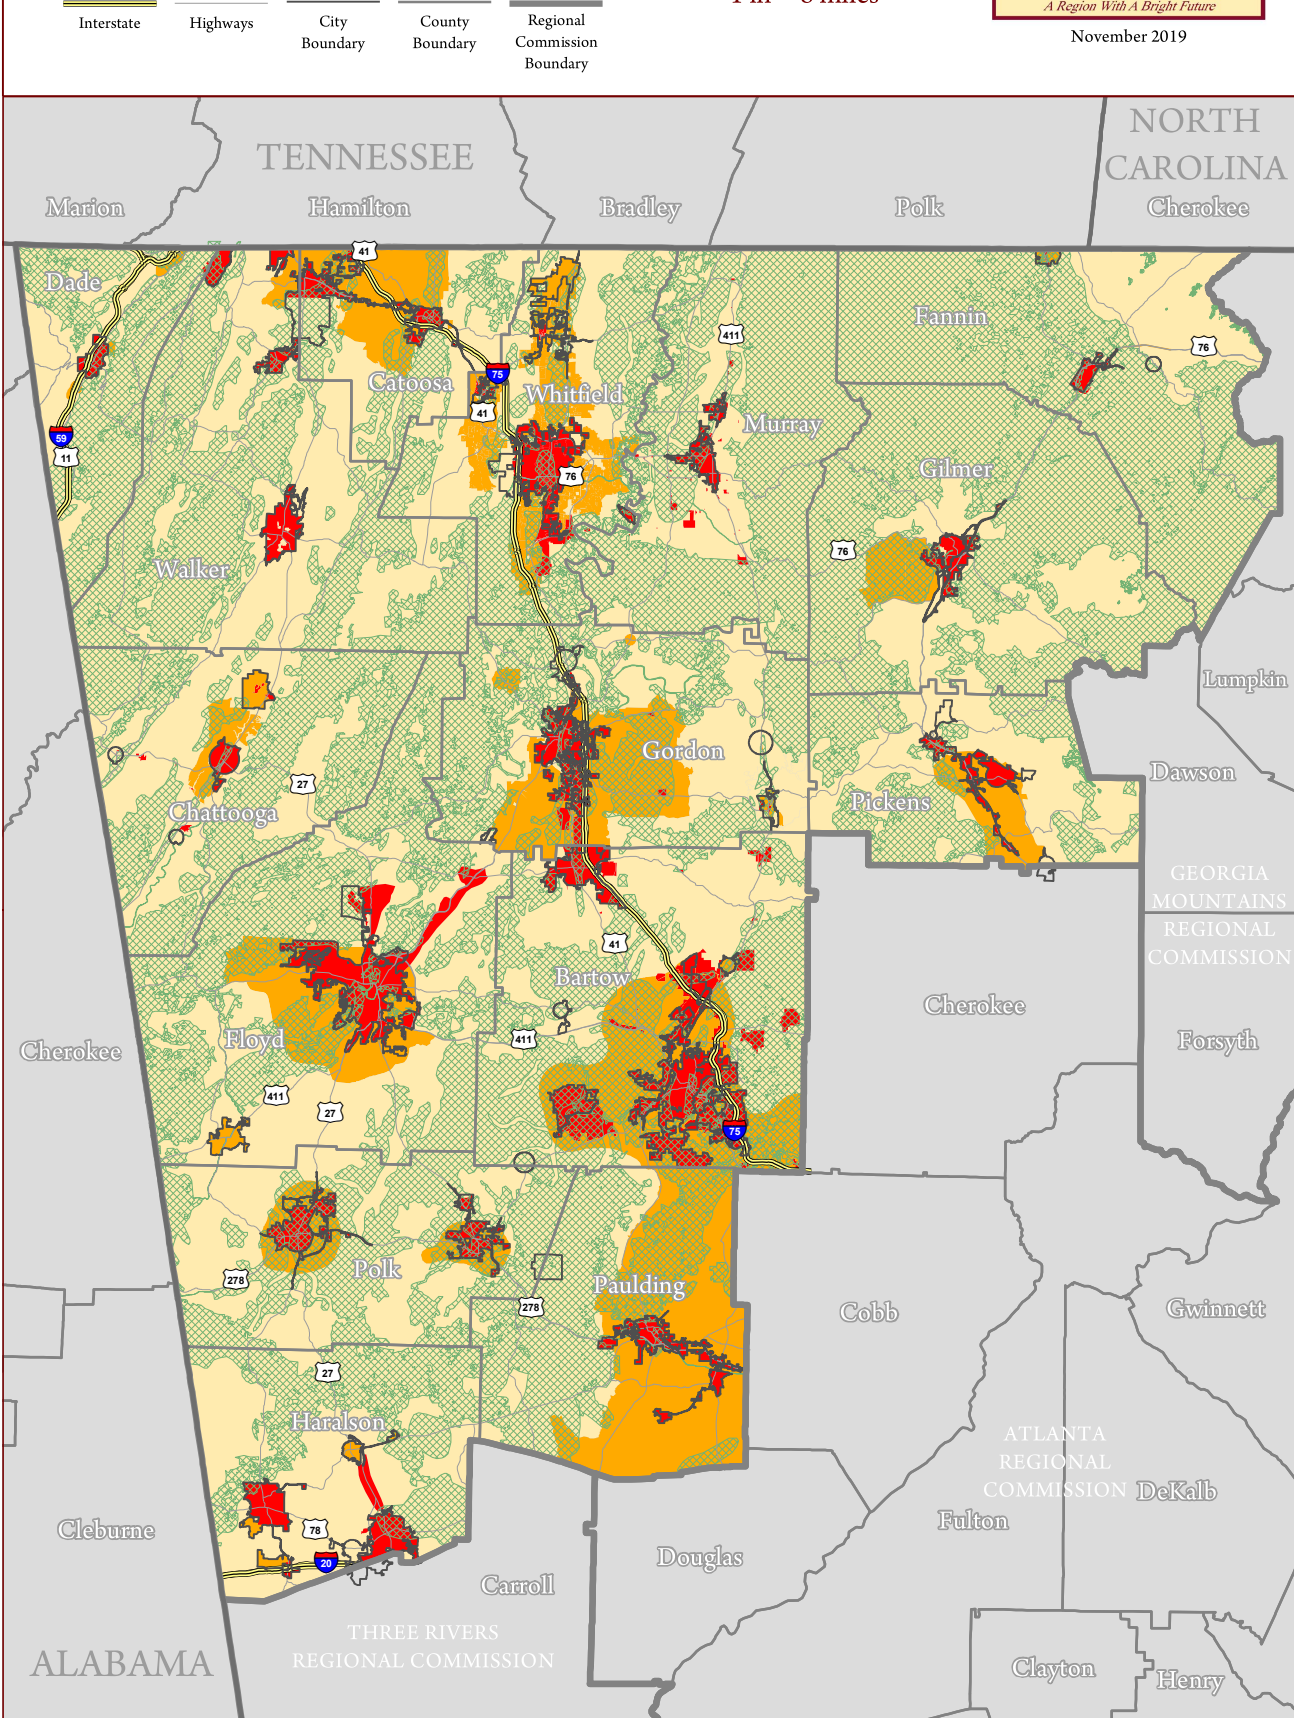 A Region With A Bright Future
Interstate
Highways
City
Boundary
County
Boundary
Regional
Commission
Boundary
November 2019
NORTH
CAROLINA
TENNESSEE
Marion
Hamilton
Bradley
Polk
Cherokee
41
Dade
Fannin
411
76
75
Catoosa
Whitfield
41
Murray
59
11
76
Gilmer
76
Walker
Lumpkin
Gordon
Dawson
27
Pickens
Chattooga
GEORGIA
MOUNTAINS
REGIONAL
COMMISSION
41
Bartow
Cherokee
Floyd
411
Forsyth
Cherokee
411
27
75
Polk
278
Paulding
278
Cobb
Gwinnett
27
Haralson
ATLANTA
REGIONAL
COMMISSION
DeKalb
Fulton
Cleburne
78
20
Douglas
Carroll
THREE RIVERS
REGIONAL COMMISSION
ALABAMA
Clayton
Henry